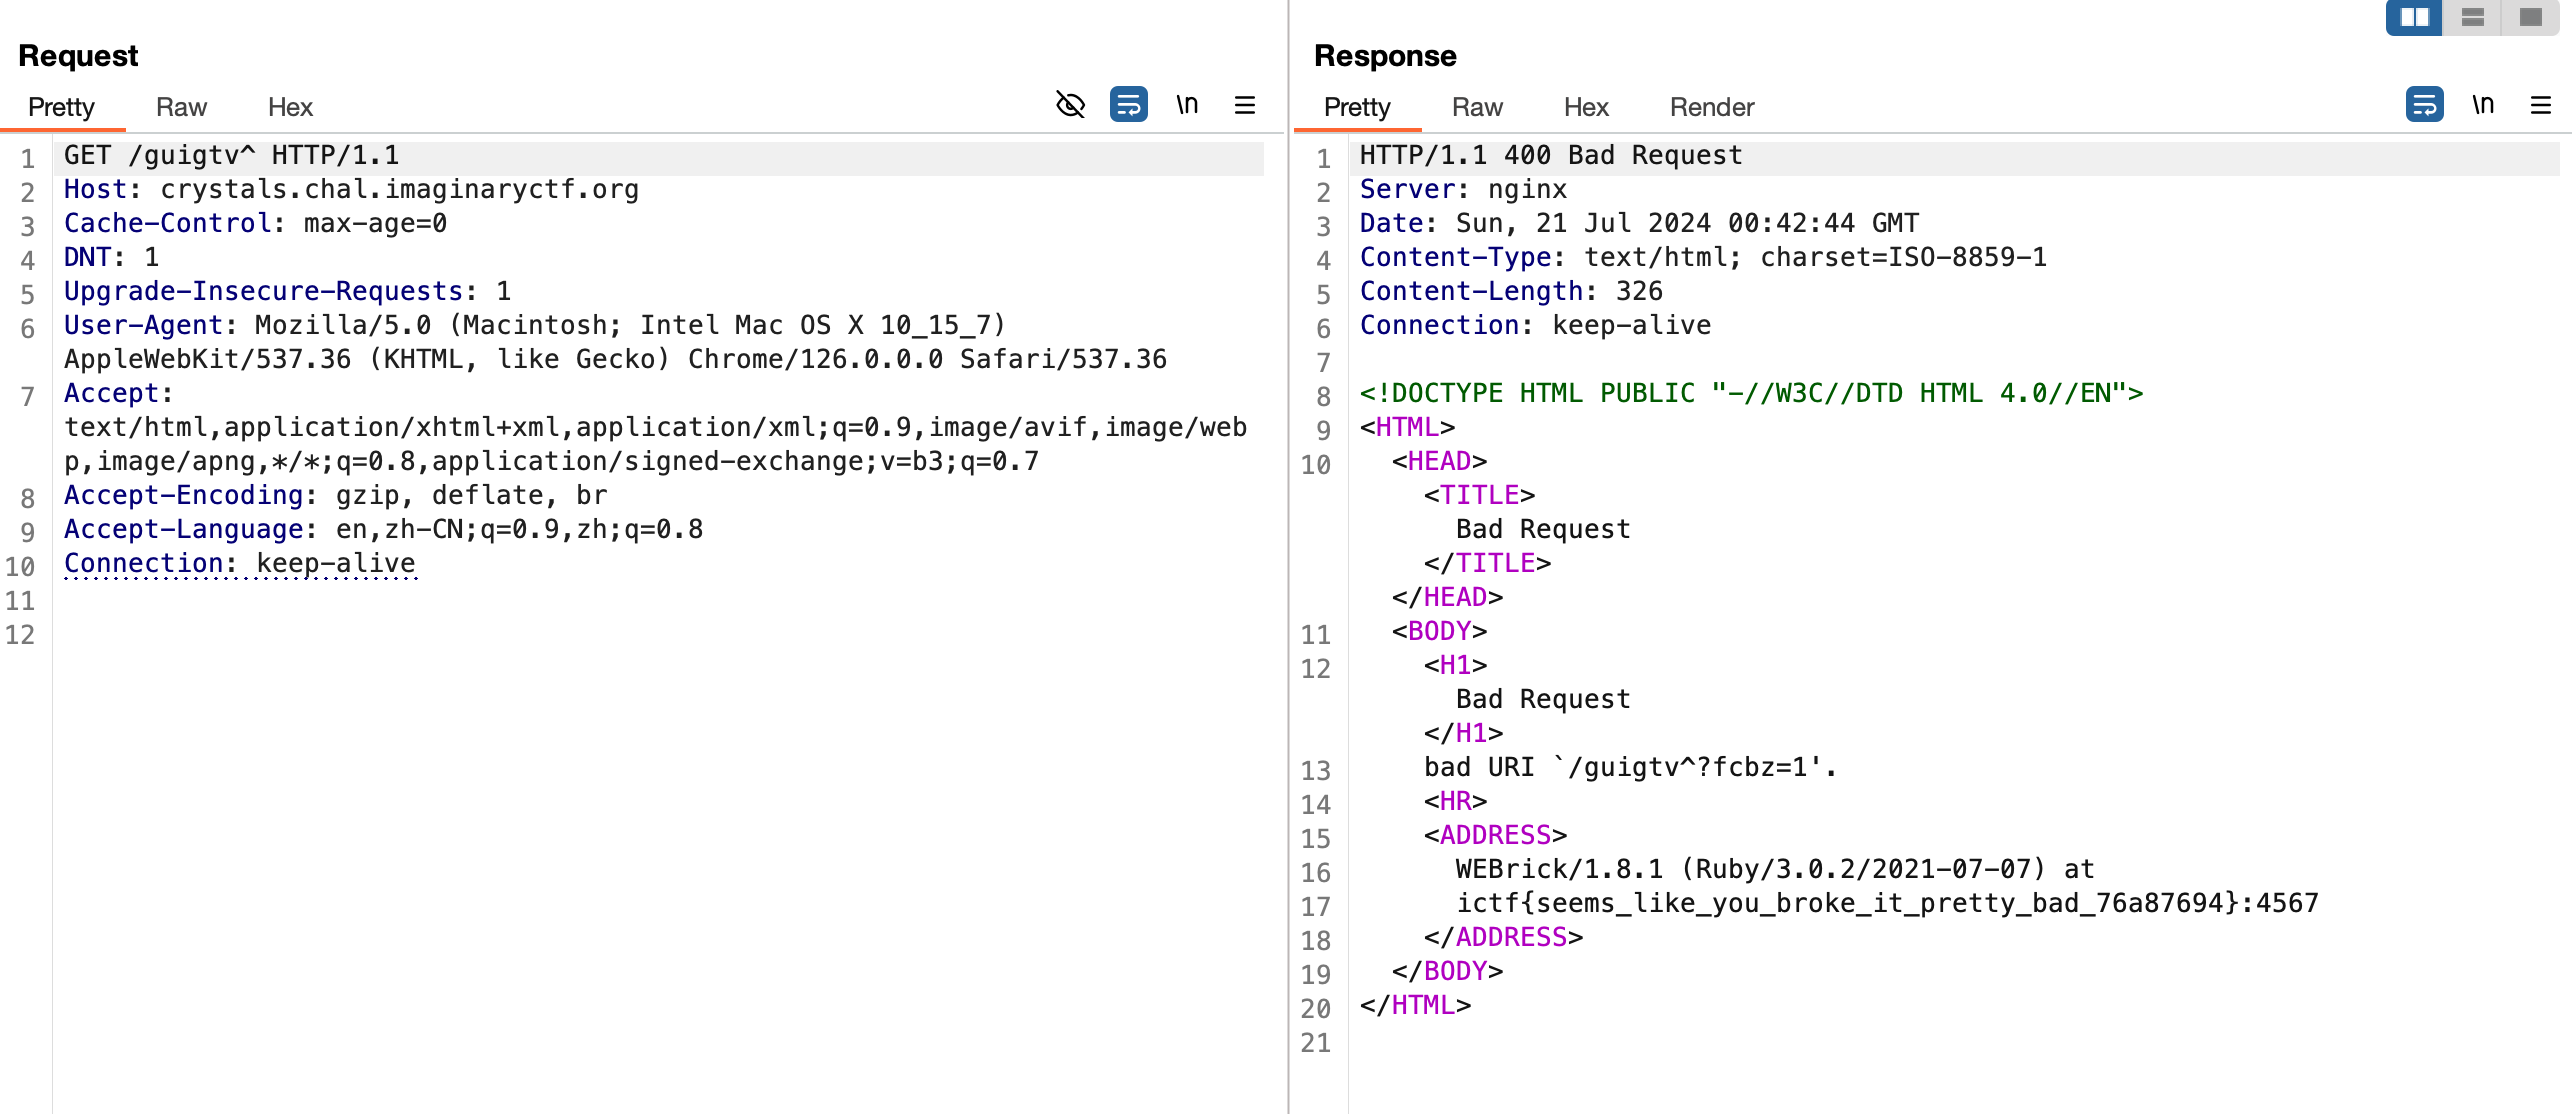 Request
Pretty Raw Hex \n
1 GET /guigtv^ HTTP/1.1
2 Host: crystals.chal.imaginaryctf.org
3 Cache-Control: max-age=0
4 DNT: 1
5 Upgrade-Insecure-Requests: 1
6 User-Agent: Mozilla/5.0 (Macintosh; Intel Mac OS X 10_15_7)
AppleWebKit/537.36 (KHTML, like Gecko) Chrome/126.0.0.0 Safari/537.36
7 Accept:
text/html,application/xhtml+xml,application/xml;q=0.9,image/avif,image/web
p,image/apng,*/*;q=0.8,application/signed-exchange;v=b3;q=0.7
8 Accept-Encoding: gzip, deflate, br
9 Accept-Language: en,zh-CN;q=0.9,zh;q=0.8
10 Connection: keep-alive
11
12
Response
Pretty Raw Hex Render \n
1 HTTP/1.1 400 Bad Request
2 Server: nginx
3 Date: Sun, 21 Jul 2024 00:42:44 GMT
4 Content-Type: text/html; charset=ISO-8859-1
5 Content-Length: 326
6 Connection: keep-alive
7
8 <!DOCTYPE HTML PUBLIC "-//W3C//DTD HTML 4.0//EN">
9 <HTML>
10 <HEAD>
<TITLE>
Bad Request
</TITLE>
</HEAD>
11 <BODY>
12 <H1>
Bad Request
</H1>
13 bad URI `/guigtv^?fcbz=1'.
14 <HR>
15 <ADDRESS>
16 WEBrick/1.8.1 (Ruby/3.0.2/2021-07-07) at
17 ictf{seems_like_you_broke_it_pretty_bad_76a87694}:4567
18 </ADDRESS>
19 </BODY>
20 </HTML>
21